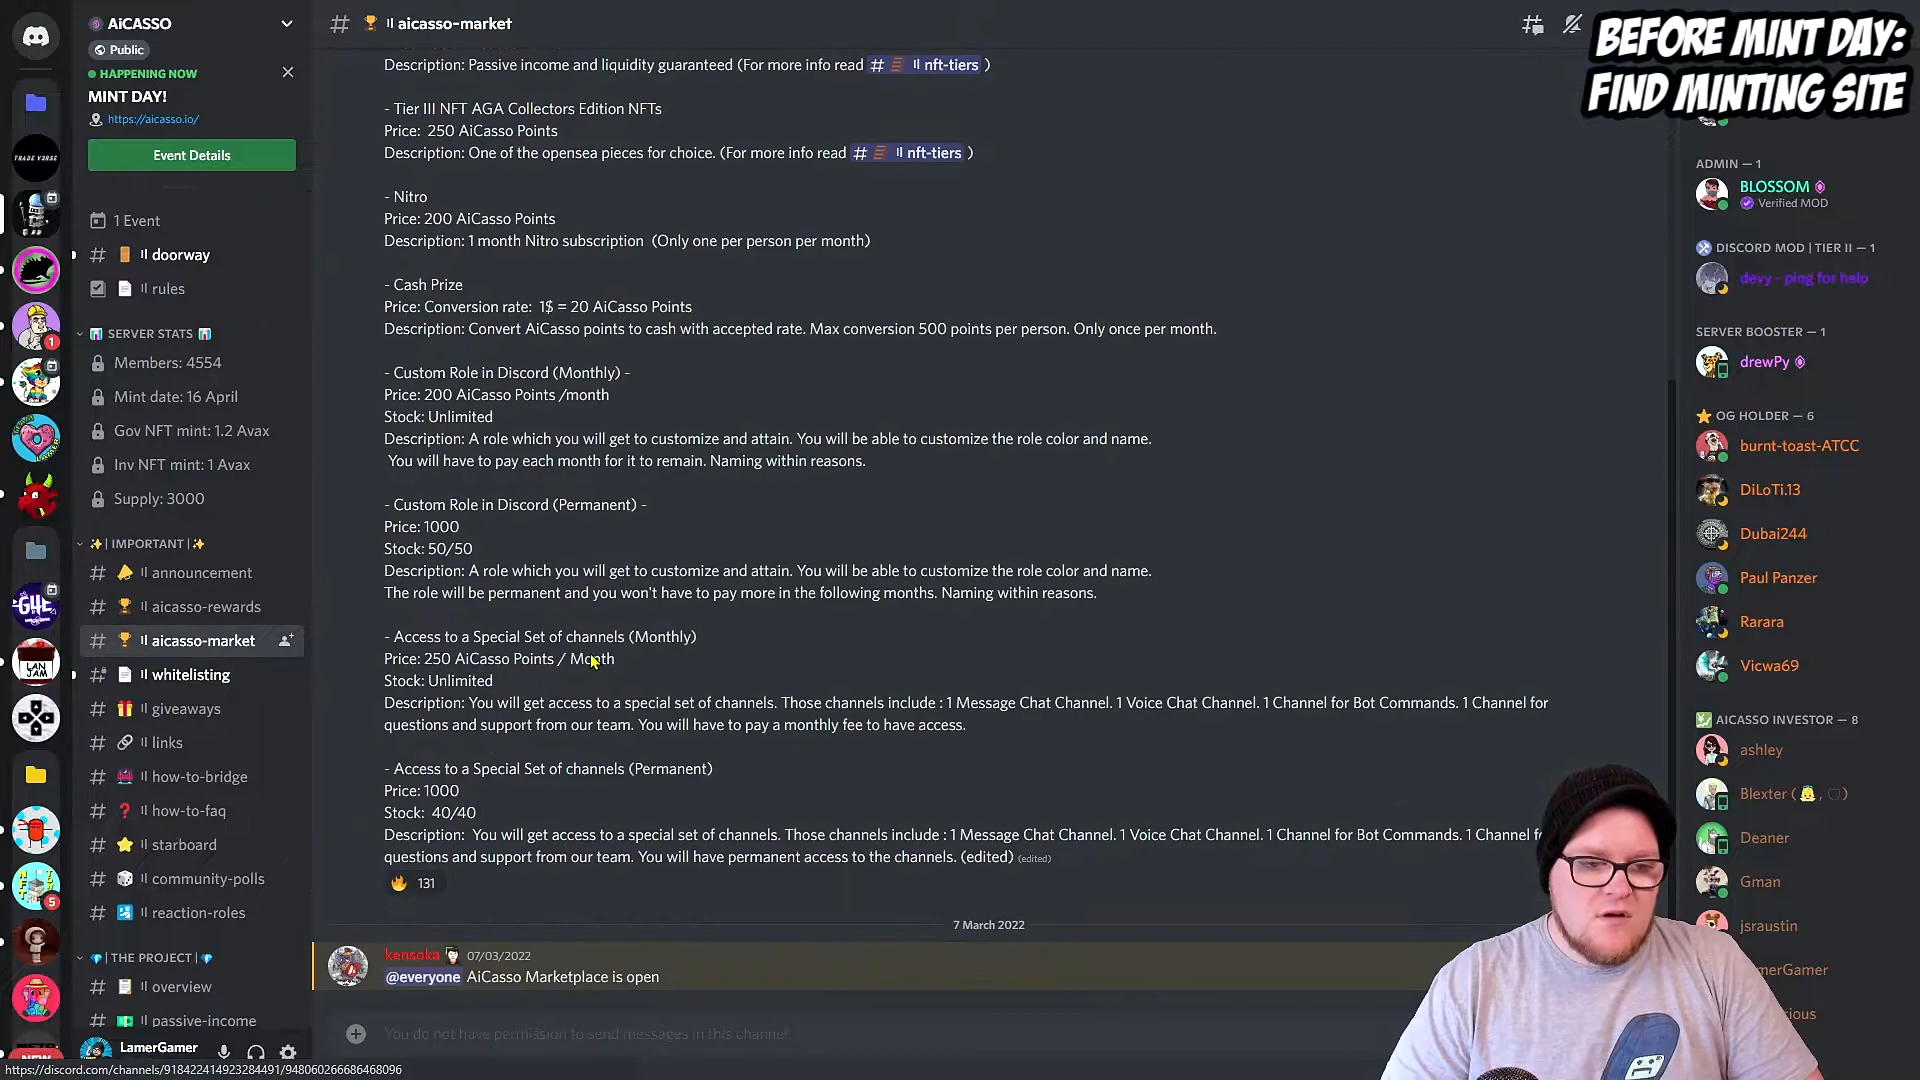 AiCASSO
Public
HAPPENING NOW
MINT DAY!
https://aicasso.io/
Event Details
1 Event
doorway
rules
SERVER STATS
Members: 4554
Mint date: 16 April
Gov NFT mint: 1.2 Avax
Inv NFT mint: 1 Avax
Supply: 3000
| IMPORTANT |
announcement
aicasso-rewards
aicasso-market
whitelisting
giveaways
links
how-to-bridge
how-to-faq
starboard
community-polls
reaction-roles
| THE PROJECT |
overview
passive-income
LamerGamer
https://discord.com/channels/918422414923284491/948060266686468096
TRADE VERSE
GHE
LAN
JAM
1
5
NEW
# aicasso-market
Description: Passive income and liquidity guaranteed (For more info read # nft-tiers )
- Tier III NFT AGA Collectors Edition NFTs
Price: 250 AiCasso Points
Description: One of the opensea pieces for choice. (For more info read # nft-tiers )
- Nitro
Price: 200 AiCasso Points
Description: 1 month Nitro subscription (Only one per person per month)
- Cash Prize
Price: Conversion rate: 1$ = 20 AiCasso Points
Description: Convert AiCasso points to cash with accepted rate. Max conversion 500 points per person. Only once per month.
- Custom Role in Discord (Monthly) -
Price: 200 AiCasso Points /month
Stock: Unlimited
Description: A role which you will get to customize and attain. You will be able to customize the role color and name.
You will have to pay each month for it to remain. Naming within reasons.
- Custom Role in Discord (Permanent) -
Price: 1000
Stock: 50/50
Description: A role which you will get to customize and attain. You will be able to customize the role color and name.
The role will be permanent and you won't have to pay more in the following months. Naming within reasons.
- Access to a Special Set of channels (Monthly)
Price: 250 AiCasso Points / Month
Stock: Unlimited
Description: You will get access to a special set of channels. Those channels include : 1 Message Chat Channel. 1 Voice Chat Channel. 1 Channel for Bot Commands. 1 Channel for
questions and support from our team. You will have to pay a monthly fee to have access.
- Access to a Special Set of channels (Permanent)
Price: 1000
Stock: 40/40
Description: You will get access to a special set of channels. Those channels include : 1 Message Chat Channel. 1 Voice Chat Channel. 1 Channel for Bot Commands. 1 Channel
questions and support from our team. You will have permanent access to the channels. (edited) (edited)
131
7 March 2022
kensoka 07/03/2022
@everyone AiCasso Marketplace is open
You do not have permission to send messages in this channel.
BEFORE MINT DAY:
FIND MINTING SITE
ADMIN — 1
BLOSSOM
Verified MOD
DISCORD MOD | TIER II — 1
devy - ping for help
SERVER BOOSTER — 1
drewPy
OG HOLDER — 6
burnt-toast-ATCC
DiLoTi.13
Dubai244
Paul Panzer
Rarara
Vicwa69
AICASSO INVESTOR — 8
ashley
Blexter
Deaner
Gman
jsraustin